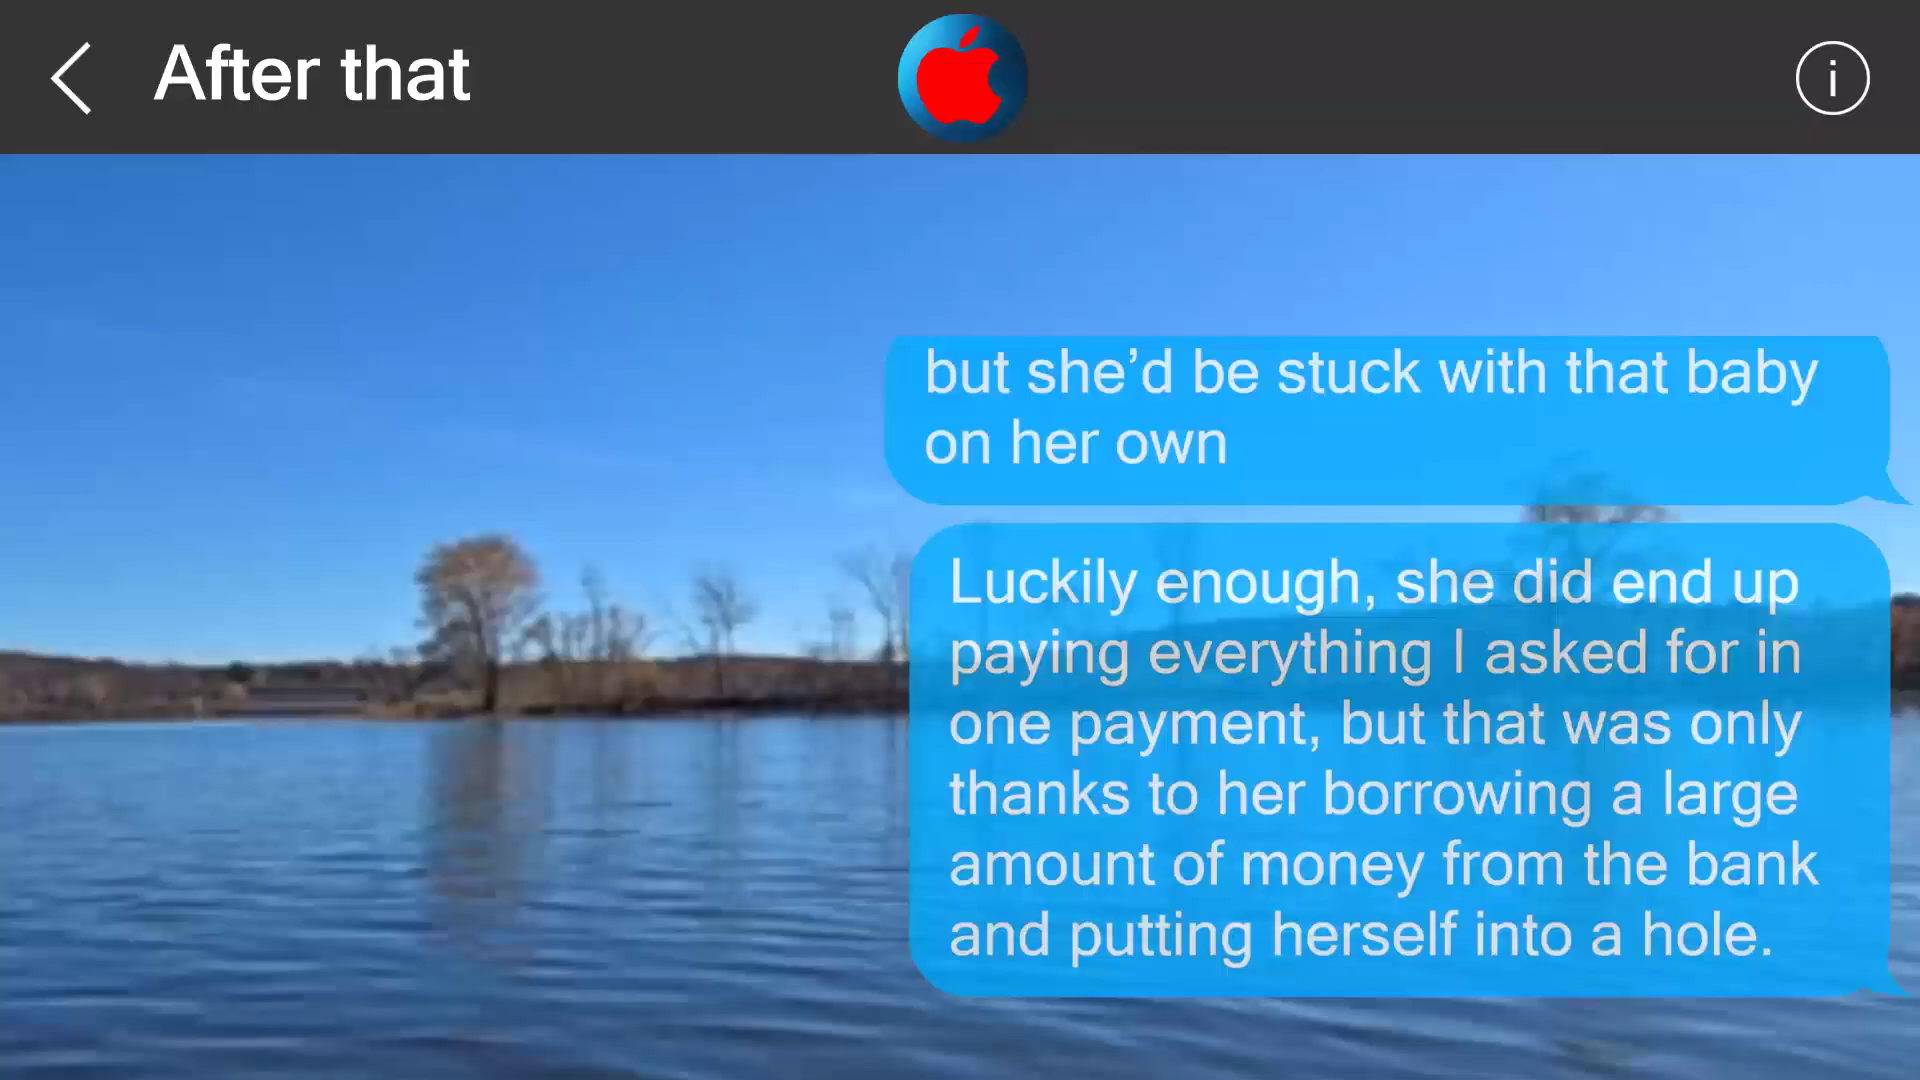 After that
i
but she’d be stuck with that baby
on her own
Luckily enough, she did end up
paying everything I asked for in
one payment, but that was only
thanks to her borrowing a large
amount of money from the bank
and putting herself into a hole.